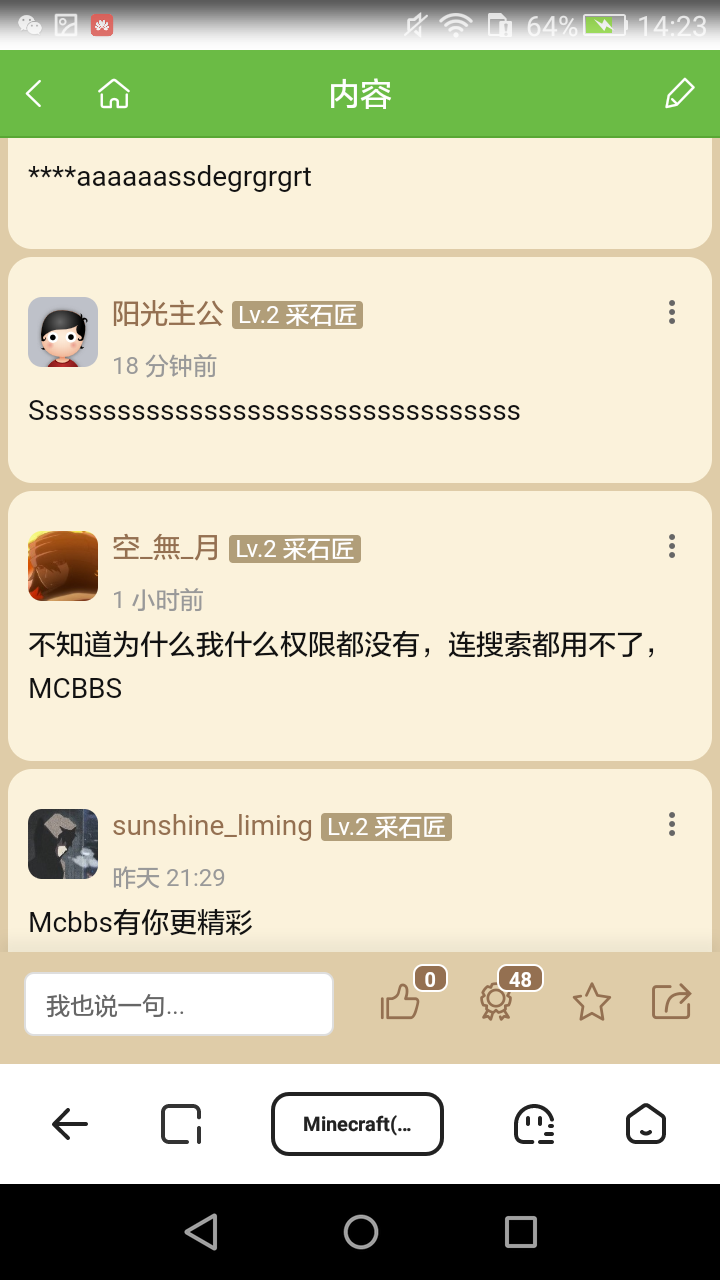 64% 14:23
内容
****aaaaaassdegrgrgrt
阳光主公 Lv.2 采石匠
18 分钟前
Ssssssssssssssssssssssssssssssssss
空_無_月 Lv.2 采石匠
1 小时前
不知道为什么我什么权限都没有，连搜索都用不了，
MCBBS
sunshine_liming Lv.2 采石匠
昨天 21:29
Mcbbs有你更精彩
我也说一句... 0 48
Minecraft(...